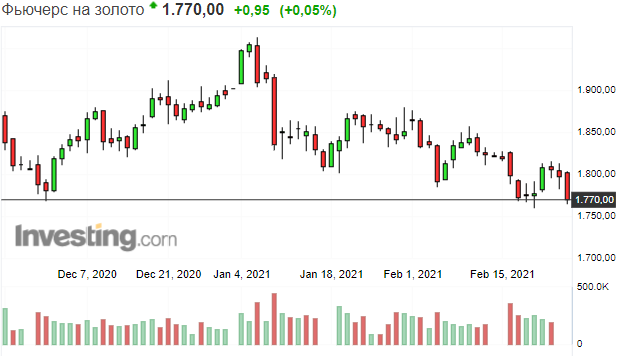 Фьючерс на золото 1.770,00 +0,95 (+0,05%)
1.900,00
1.850,00
1.800,00
1.770,00
1.750,00
Investing.com
1.700,00
Dec 7, 2020 Dec 21, 2020 Jan 4, 2021 Jan 18, 2021 Feb 1, 2021 Feb 15, 2021
500.0K
0